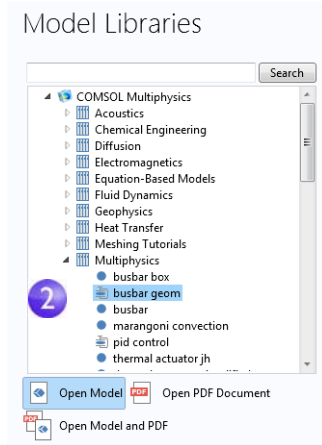 Model Libraries
Search
COMSOL Multiphysics
Acoustics
Chemical Engineering
Diffusion
Electromagnetics
Equation-Based Models
Fluid Dynamics
Geophysics
Heat Transfer
Meshing Tutorials
Multiphysics
busbar box
2
busbar geom
busbar
marangoni convection
pid control
thermal actuator jh
Open Model PDF Open PDF Document
PDF Open Model and PDF